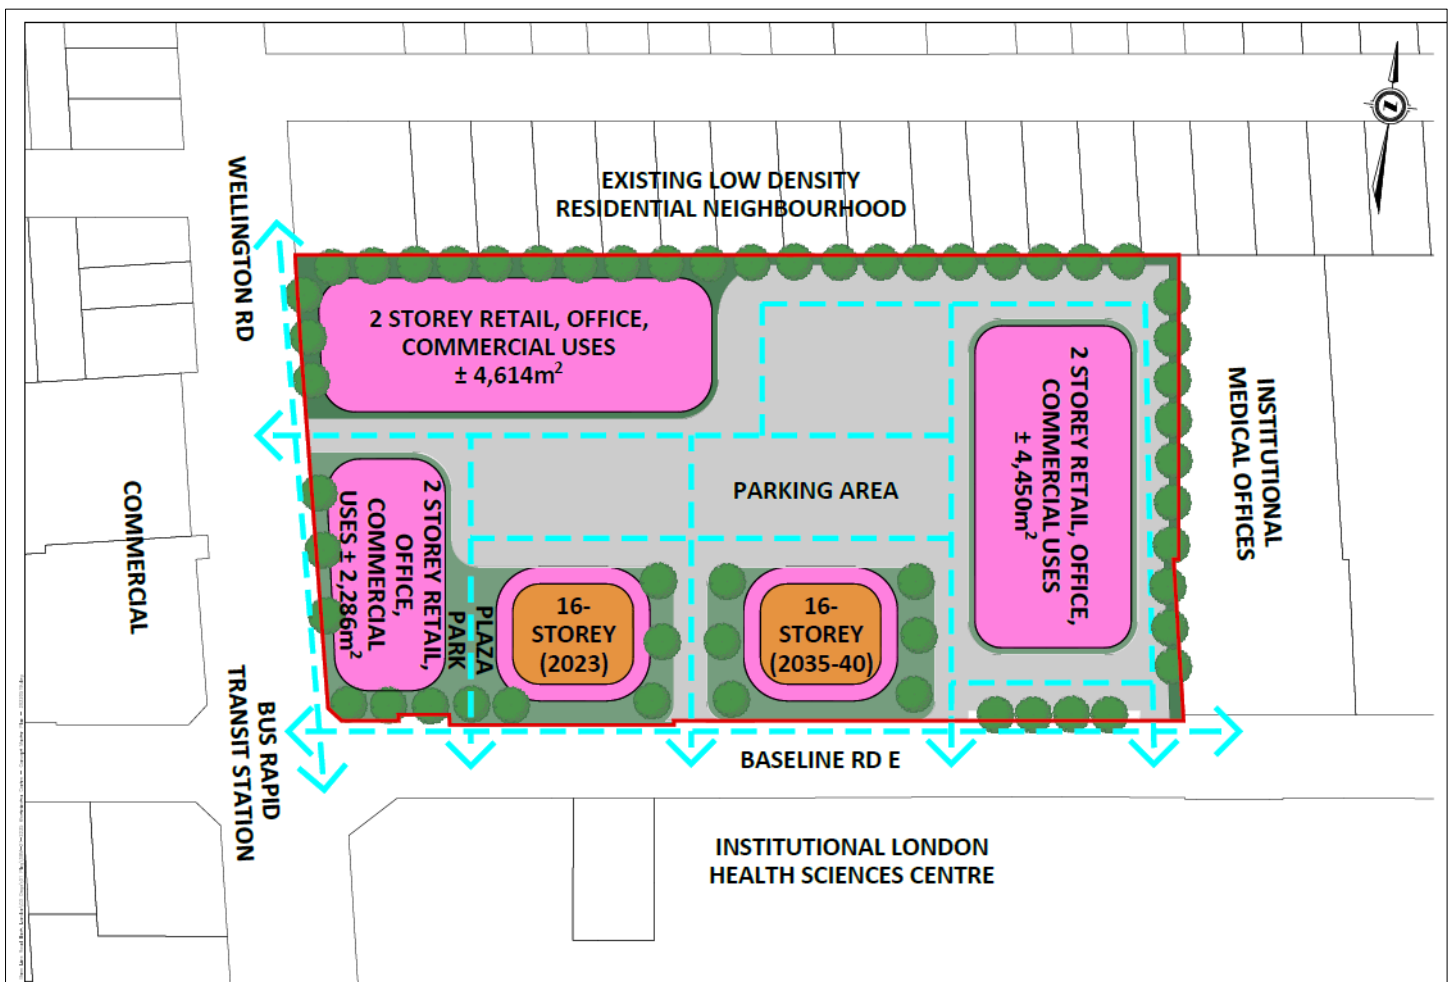 EXISTING LOW DENSITY
RESIDENTIAL NEIGHBOURHOOD
WELLINGTON RD
2 STOREY RETAIL, OFFICE,
COMMERCIAL USES
± 4,614m²
2 STOREY RETAIL, OFFICE,
COMMERCIAL USES
± 4,450m²
INSTITUTIONAL
MEDICAL OFFICES
COMMERCIAL
2 STOREY RETAIL,
OFFICE,
COMMERCIAL
USES ± 2,286m²
PARKING AREA
PLAZA
PARK
16-
STOREY
(2023)
16-
STOREY
(2035-40)
BUS RAPID
TRANSIT STATION
BASELINE RD E
INSTITUTIONAL LONDON
HEALTH SCIENCES CENTRE